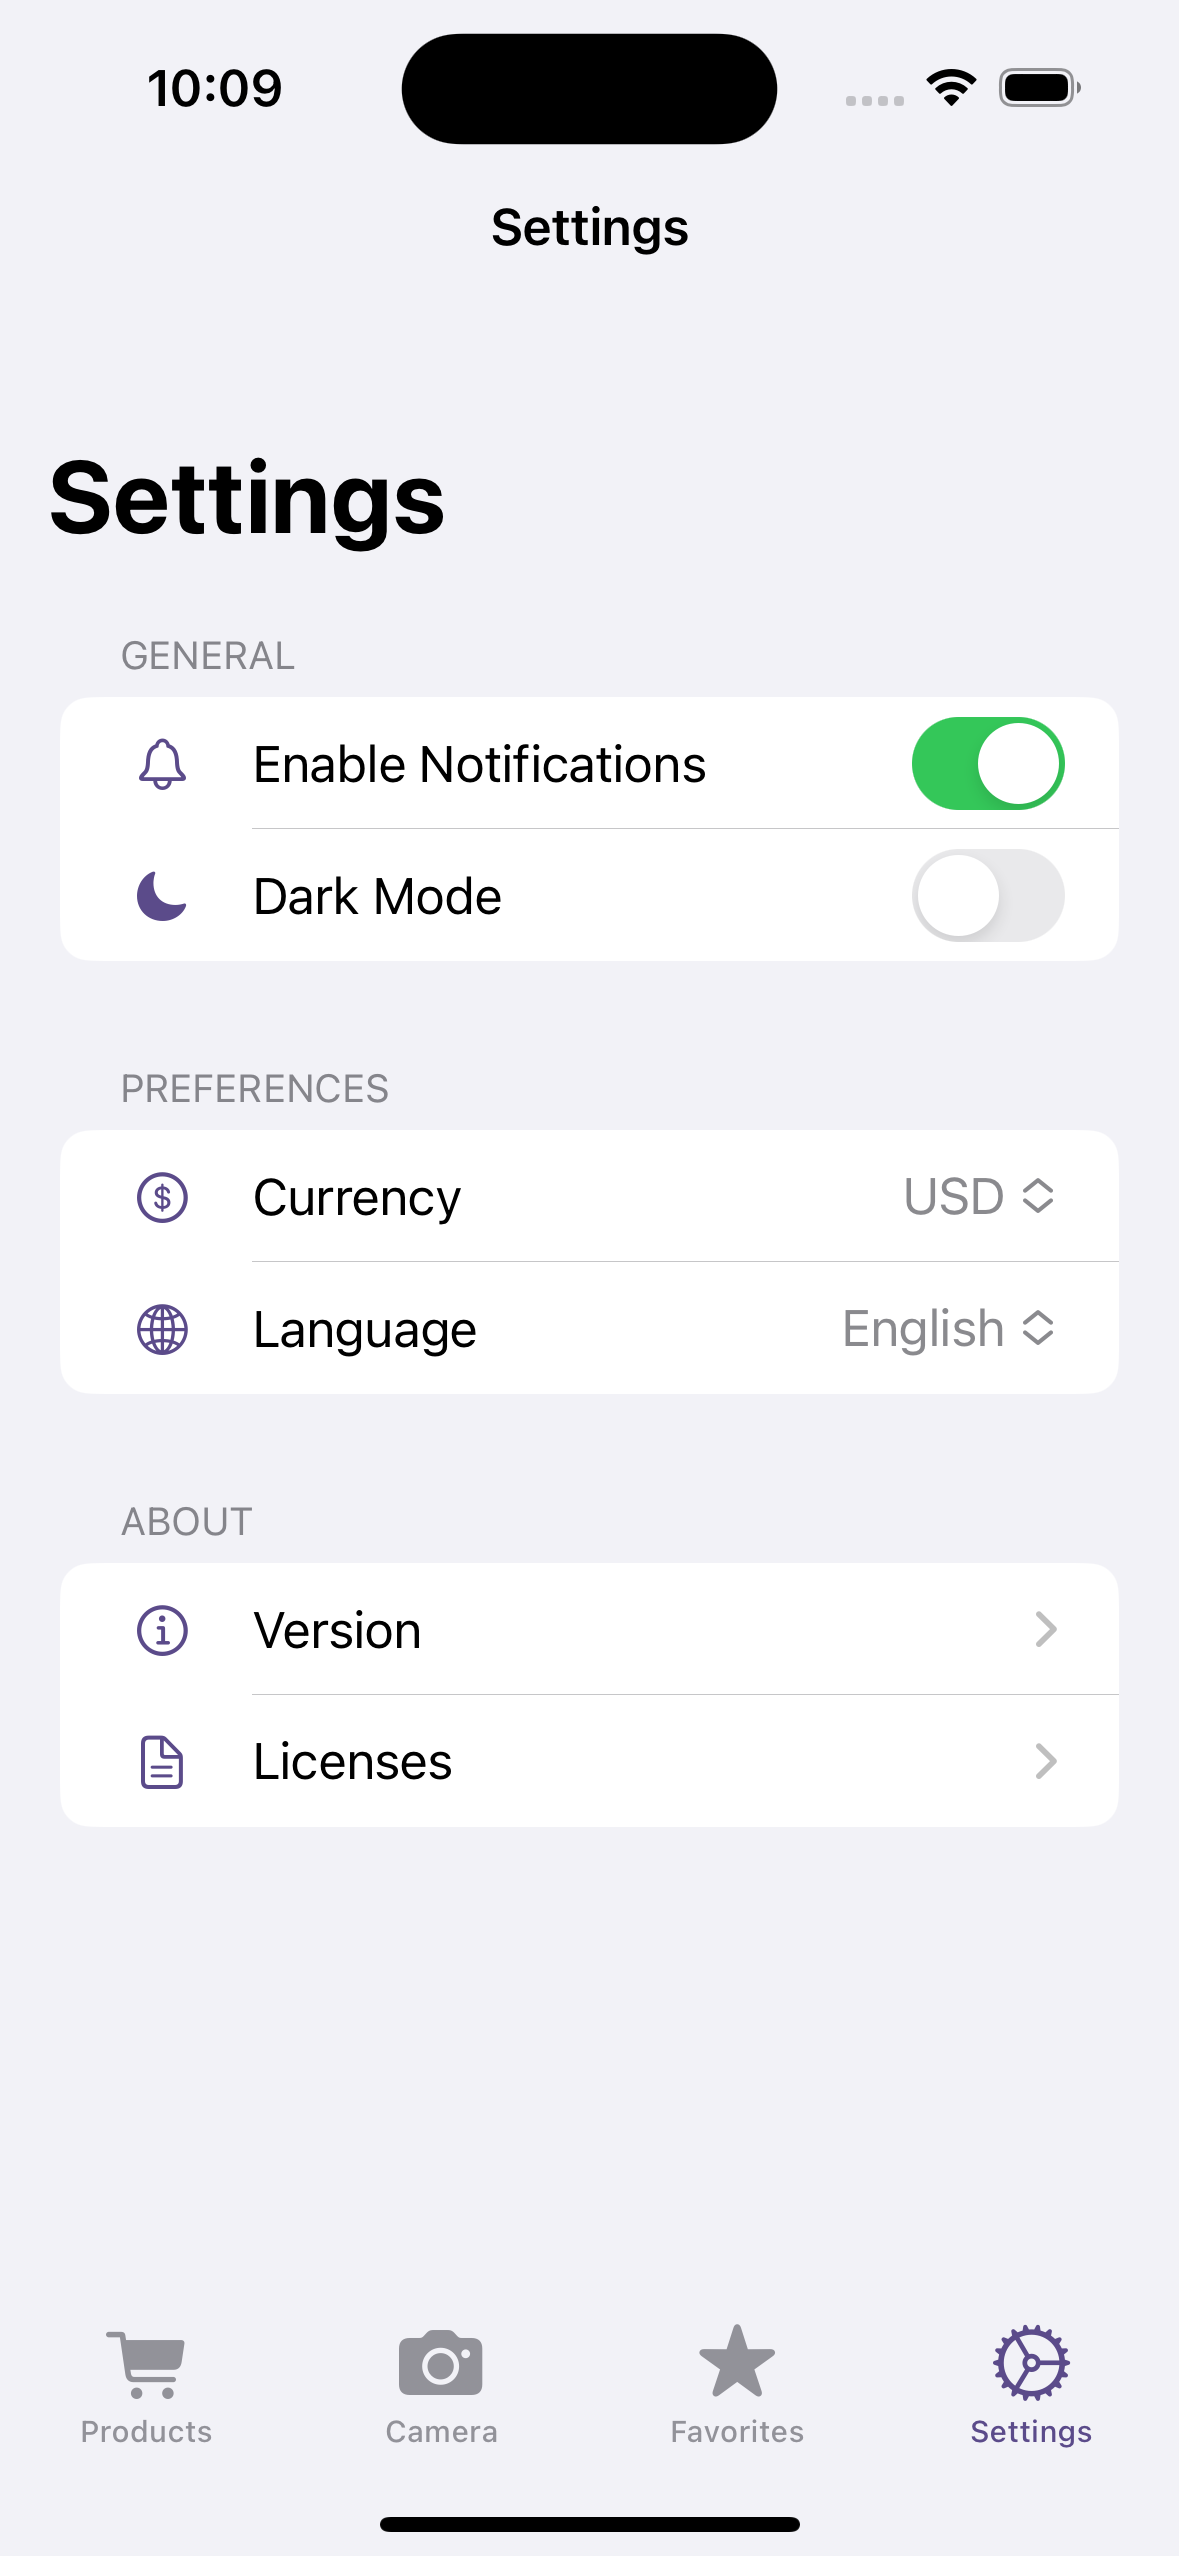 10:09
Settings
Settings
GENERAL
Enable Notifications
Dark Mode
PREFERENCES
Currency USD
Language English
ABOUT
Version
Licenses
Products Camera Favorites Settings